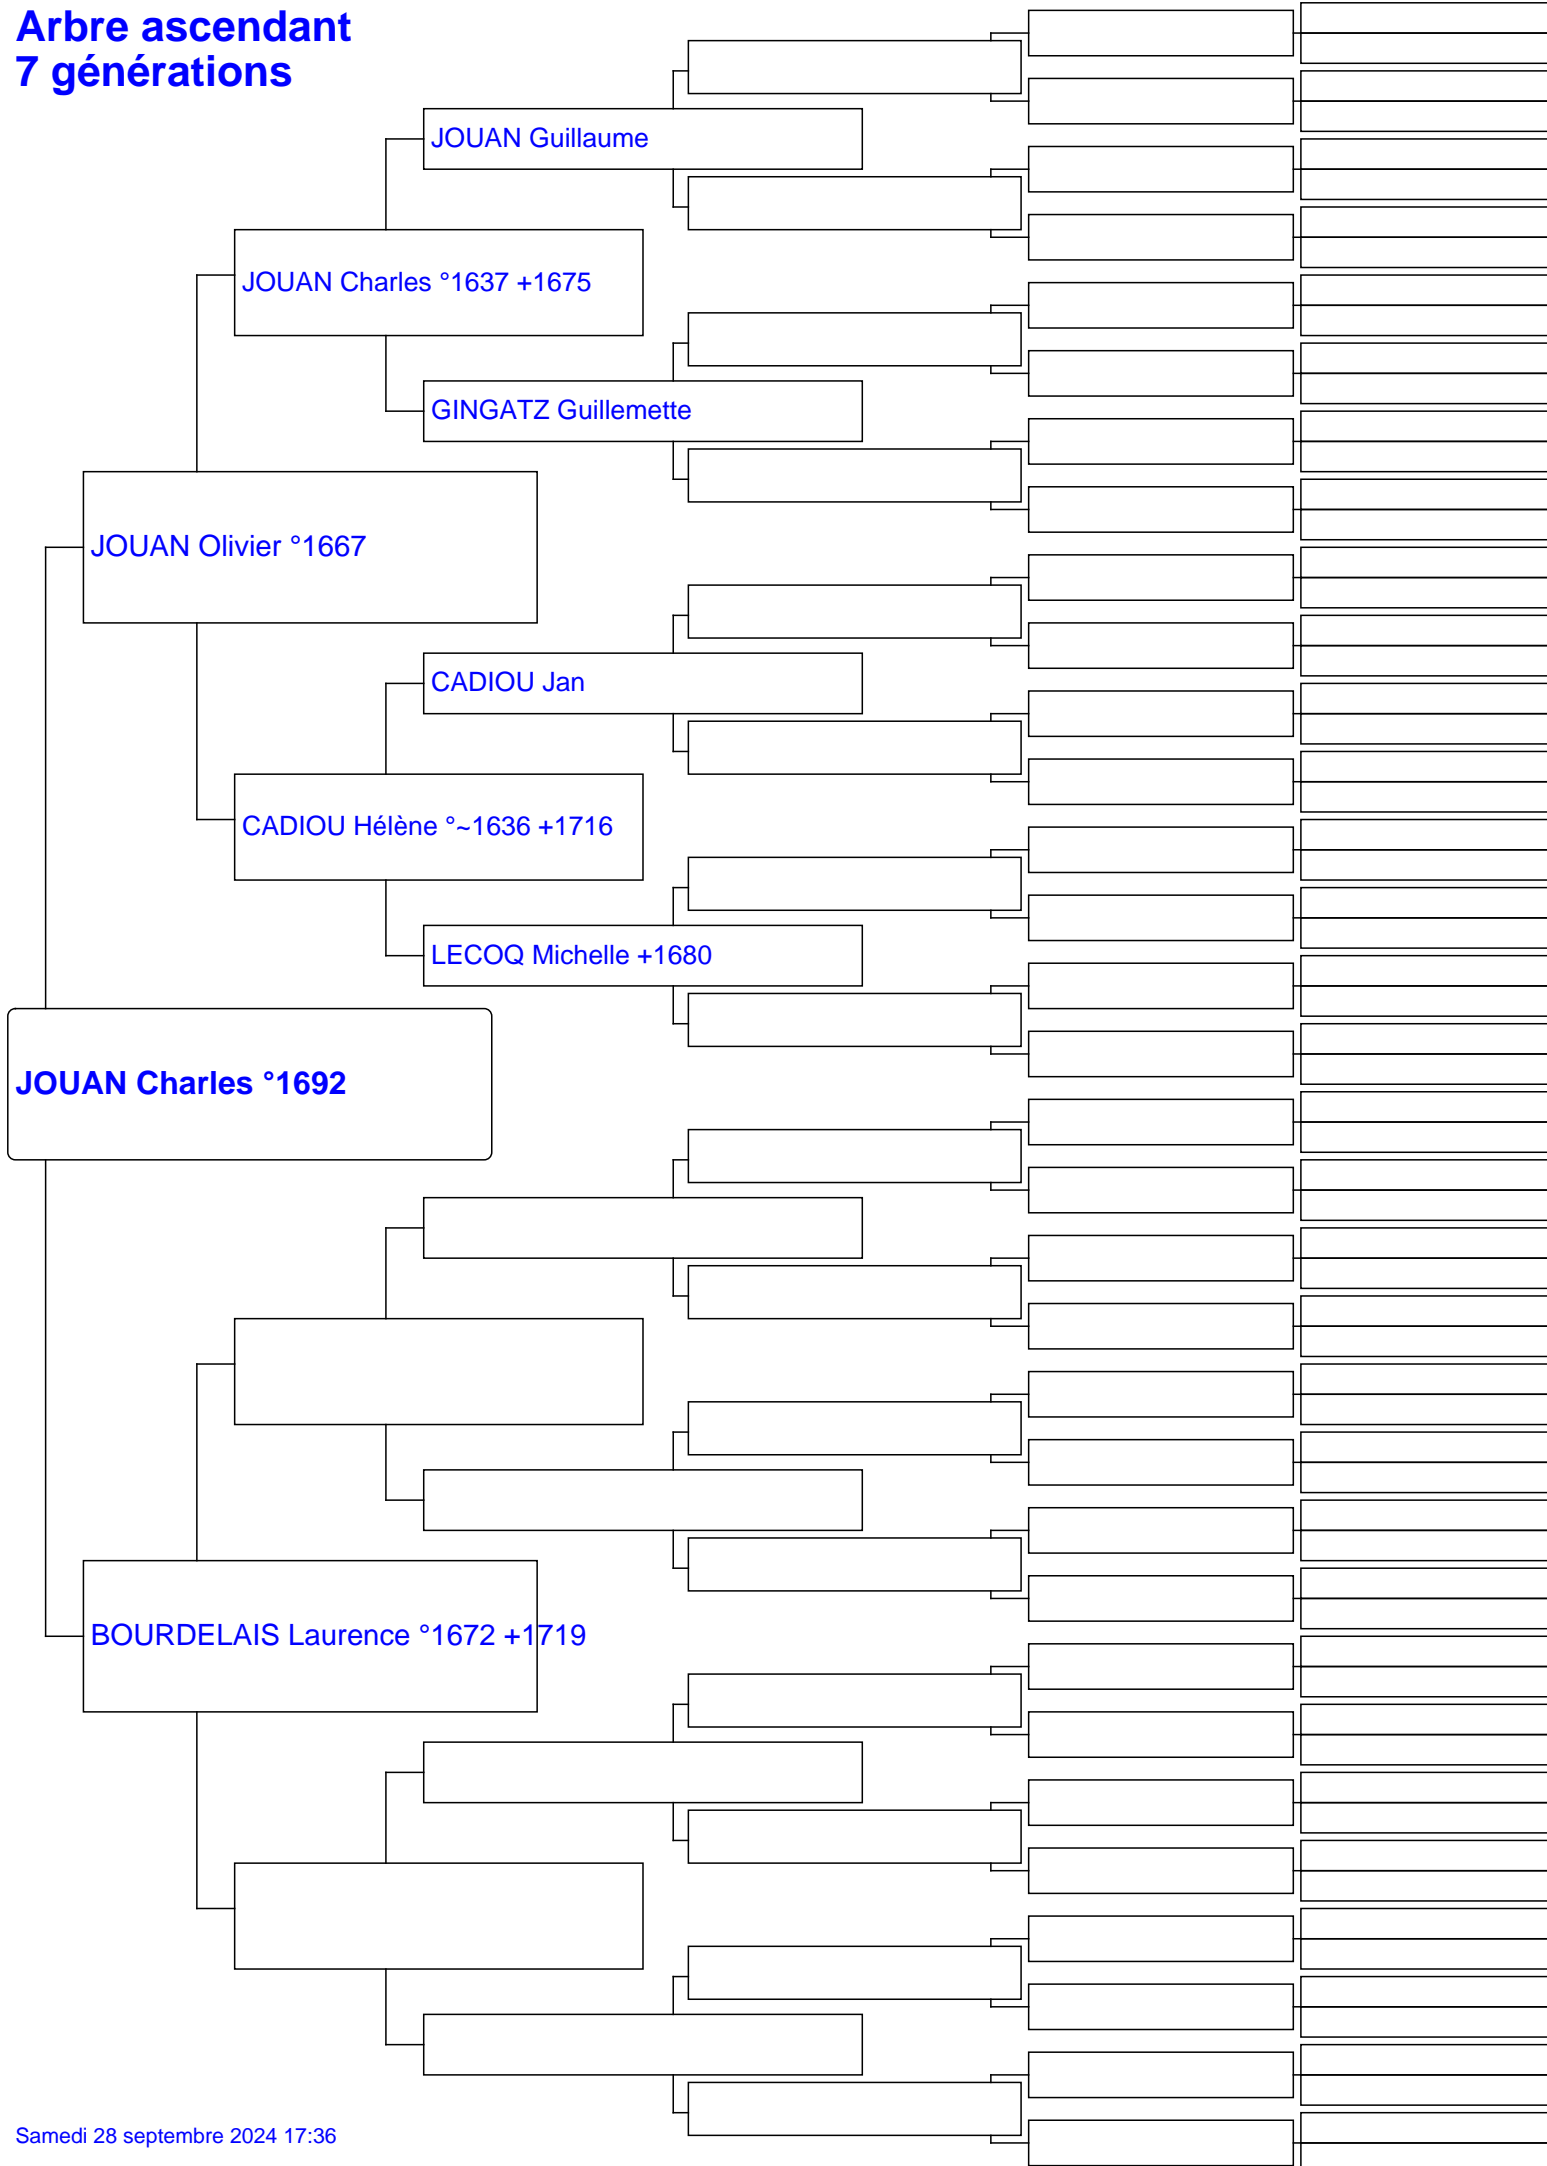 Arbre ascendant
7 générations
JOUAN Guillaume
JOUAN Charles °1637 +1675
GINGATZ Guillemette
JOUAN Olivier °1667
CADIOU Jan
CADIOU Hélène °~1636 +1716
LECOQ Michelle +1680
JOUAN Charles °1692
BOURDELAIS Laurence °1672 +1719
Samedi 28 septembre 2024 17:36